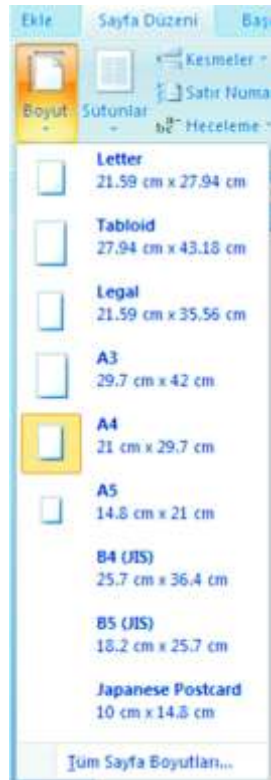 Ekle Sayfa Düzeni Baş
Kesmeler
Satır Numa
Boyut Sütunlar
Heceleme
Letter
21.59 cm x 27.94 cm
Tabloid
27.94 cm x 43.18 cm
Legal
21.59 cm x 35.56 cm
A3
29.7 cm x 42 cm
A4
21 cm x 29.7 cm
A5
14.8 cm x 21 cm
B4 (JIS)
25.7 cm x 36.4 cm
B5 (JIS)
18.2 cm x 25.7 cm
Japanese Postcard
10 cm x 14.8 cm
Tüm Sayfa Boyutları...